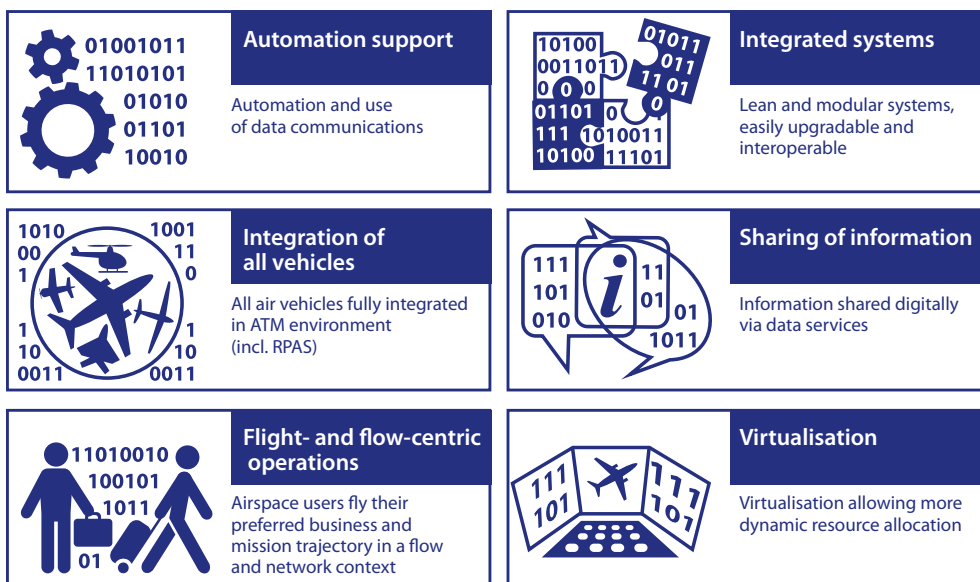 01001011
11010101
01010
01101
10010
Automation support
Automation and use
of data communications
10100
0011011
0 0 0
01101 0
111 1010011
10100 11101
01011
011
11 01
0
Integrated systems
Lean and modular systems,
easily upgradable and
interoperable
1010
00
1
1001
11
0
1
10
0011
1
10
0011
Integration of
all vehicles
All air vehicles fully integrated
in ATM environment
(incl. RPAS)
111
101
010
i
11
01
01
1011
Sharing of information
Information shared digitally
via data services
11010010
100101
1011
01
Flight- and flow-centric
operations
Airspace users fly their
preferred business and
mission trajectory in a flow
and network context
111
101
111
101
Virtualisation
Virtualisation allowing more
dynamic resource allocation